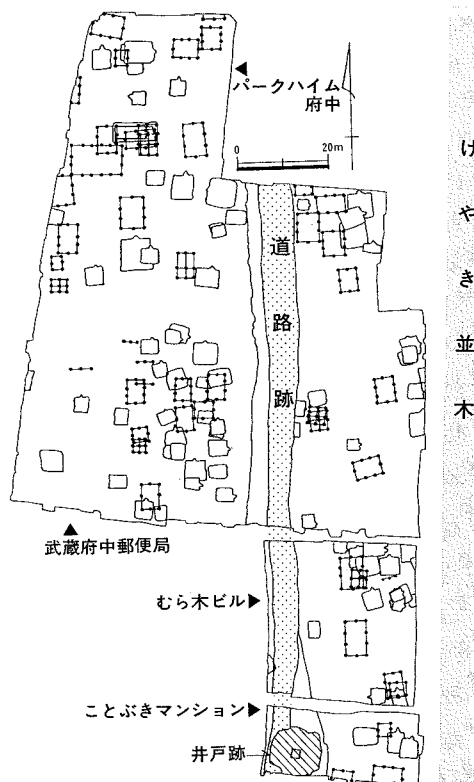 パークハイム
府中
0 20m
けやき並木
道路跡
武蔵府中郵便局
むら木ビル
ことぶきマンション
井戸跡